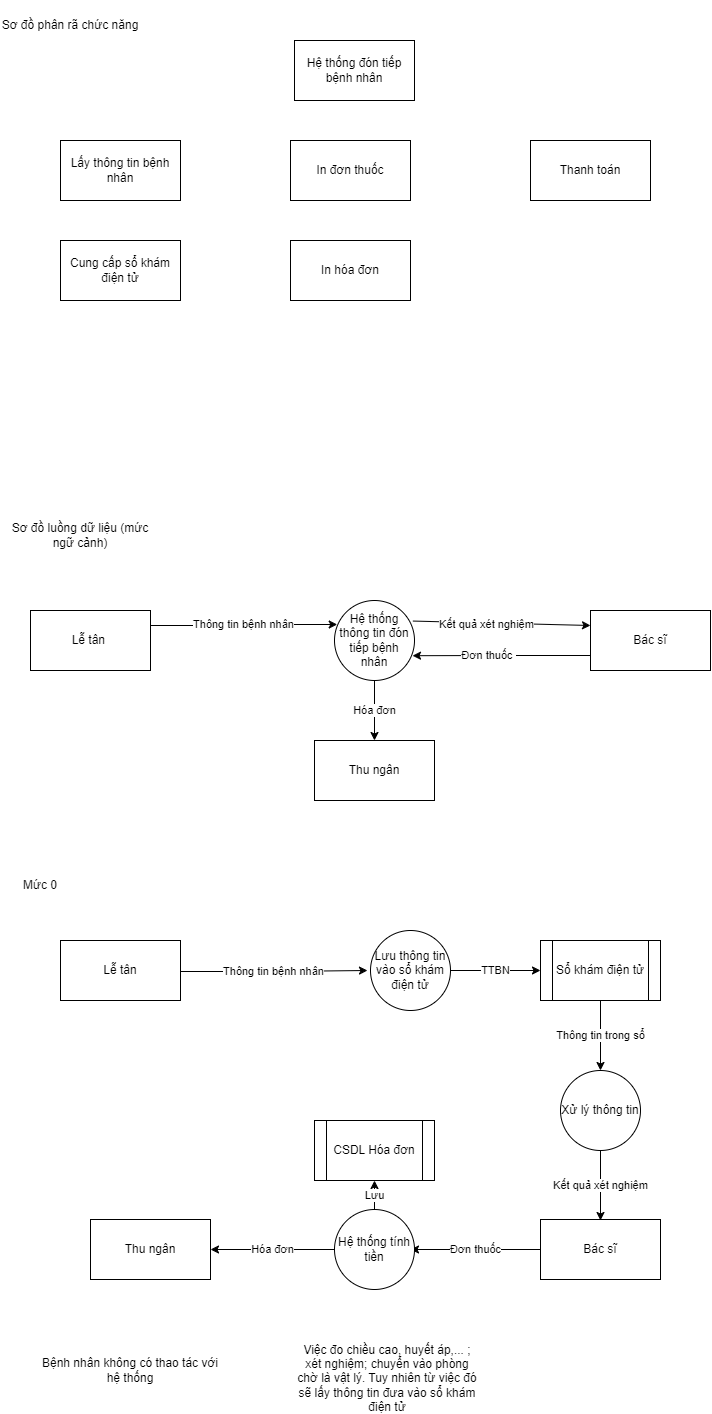 Sơ đồ phân rã chức năng
Hệ thống đón tiếp
bệnh nhân
Lấy thông tin bệnh
nhân
In đơn thuốc
Thanh toán
Cung cấp sổ khám
điện tử
In hóa đơn
Sơ đồ luồng dữ liệu (mức
ngữ cảnh)
Lễ tân
Thông tin bệnh nhân
Hệ thống
thông tin đón
tiếp bệnh
nhân
Kết quả xét nghiệm
Đơn thuốc
Bác sĩ
Hóa đơn
Thu ngân
Mức 0
Lễ tân
Thông tin bệnh nhân
Lưu thông tin
vào sổ khám
điện tử
TTBN
Sổ khám điện tử
Thông tin trong sổ
Xử lý thông tin
CSDL Hóa đơn
Kết quả xét nghiệm
Lưu
Thu ngân
Hóa đơn
Hệ thống tính
tiền
Đơn thuốc
Bác sĩ
Bệnh nhân không có thao tác với
hệ thống
Việc đo chiều cao, huyết áp,... ;
xét nghiệm; chuyển vào phòng
chờ là vật lý. Tuy nhiên từ việc đó
sẽ lấy thông tin đưa vào sổ khám
điện tử